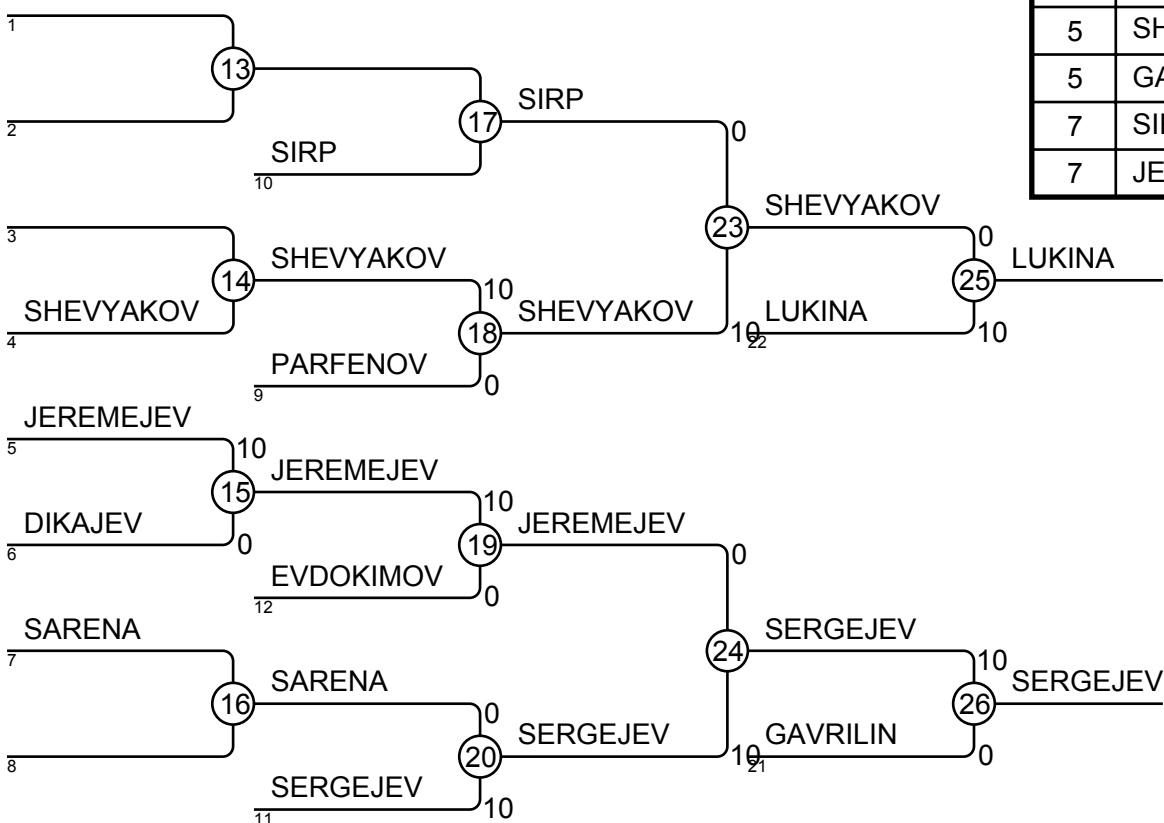 1
13
2
SIRP
17
SIRP
10
0
3
14
SHEVYAKOV
SHEVYAKOV
4
10
18
SHEVYAKOV
PARFENOV
9
0
10
23
SHEVYAKOV
0
LUKINA
22
10
25
LUKINA
JEREMEJEV
5
10
15
JEREMEJEV
DIKAJEV
6
0
10
19
JEREMEJEV
EVDOKIMOV
12
0
0
SARENA
7
16
SARENA
8
0
20
SERGEJEV
SERGEJEV
11
10
10
24
SERGEJEV
10
GAVRILIN
21
0
26
SERGEJEV
5
5
7
7